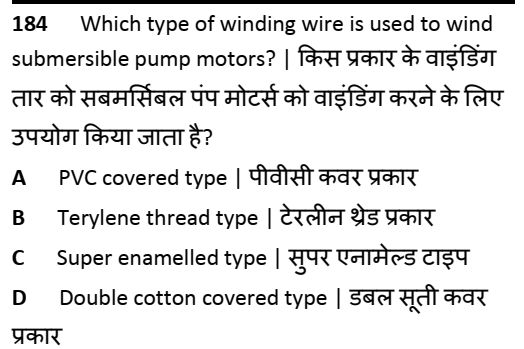 184 Which type of winding wire is used to wind
submersible pump motors? | किस प्रकार के वाइंडिंग
तार को सबमर्सिबल पंप मोटर्स को वाइंडिंग करने के लिए
उपयोग किया जाता है?
A PVC covered type | पीवीसी कवर प्रकार
B Terylene thread type | टेरलीन थ्रेड प्रकार
C Super enamelled type | सुपर एनामेल्ड टाइप
D Double cotton covered type | डबल सूती कवर
प्रकार